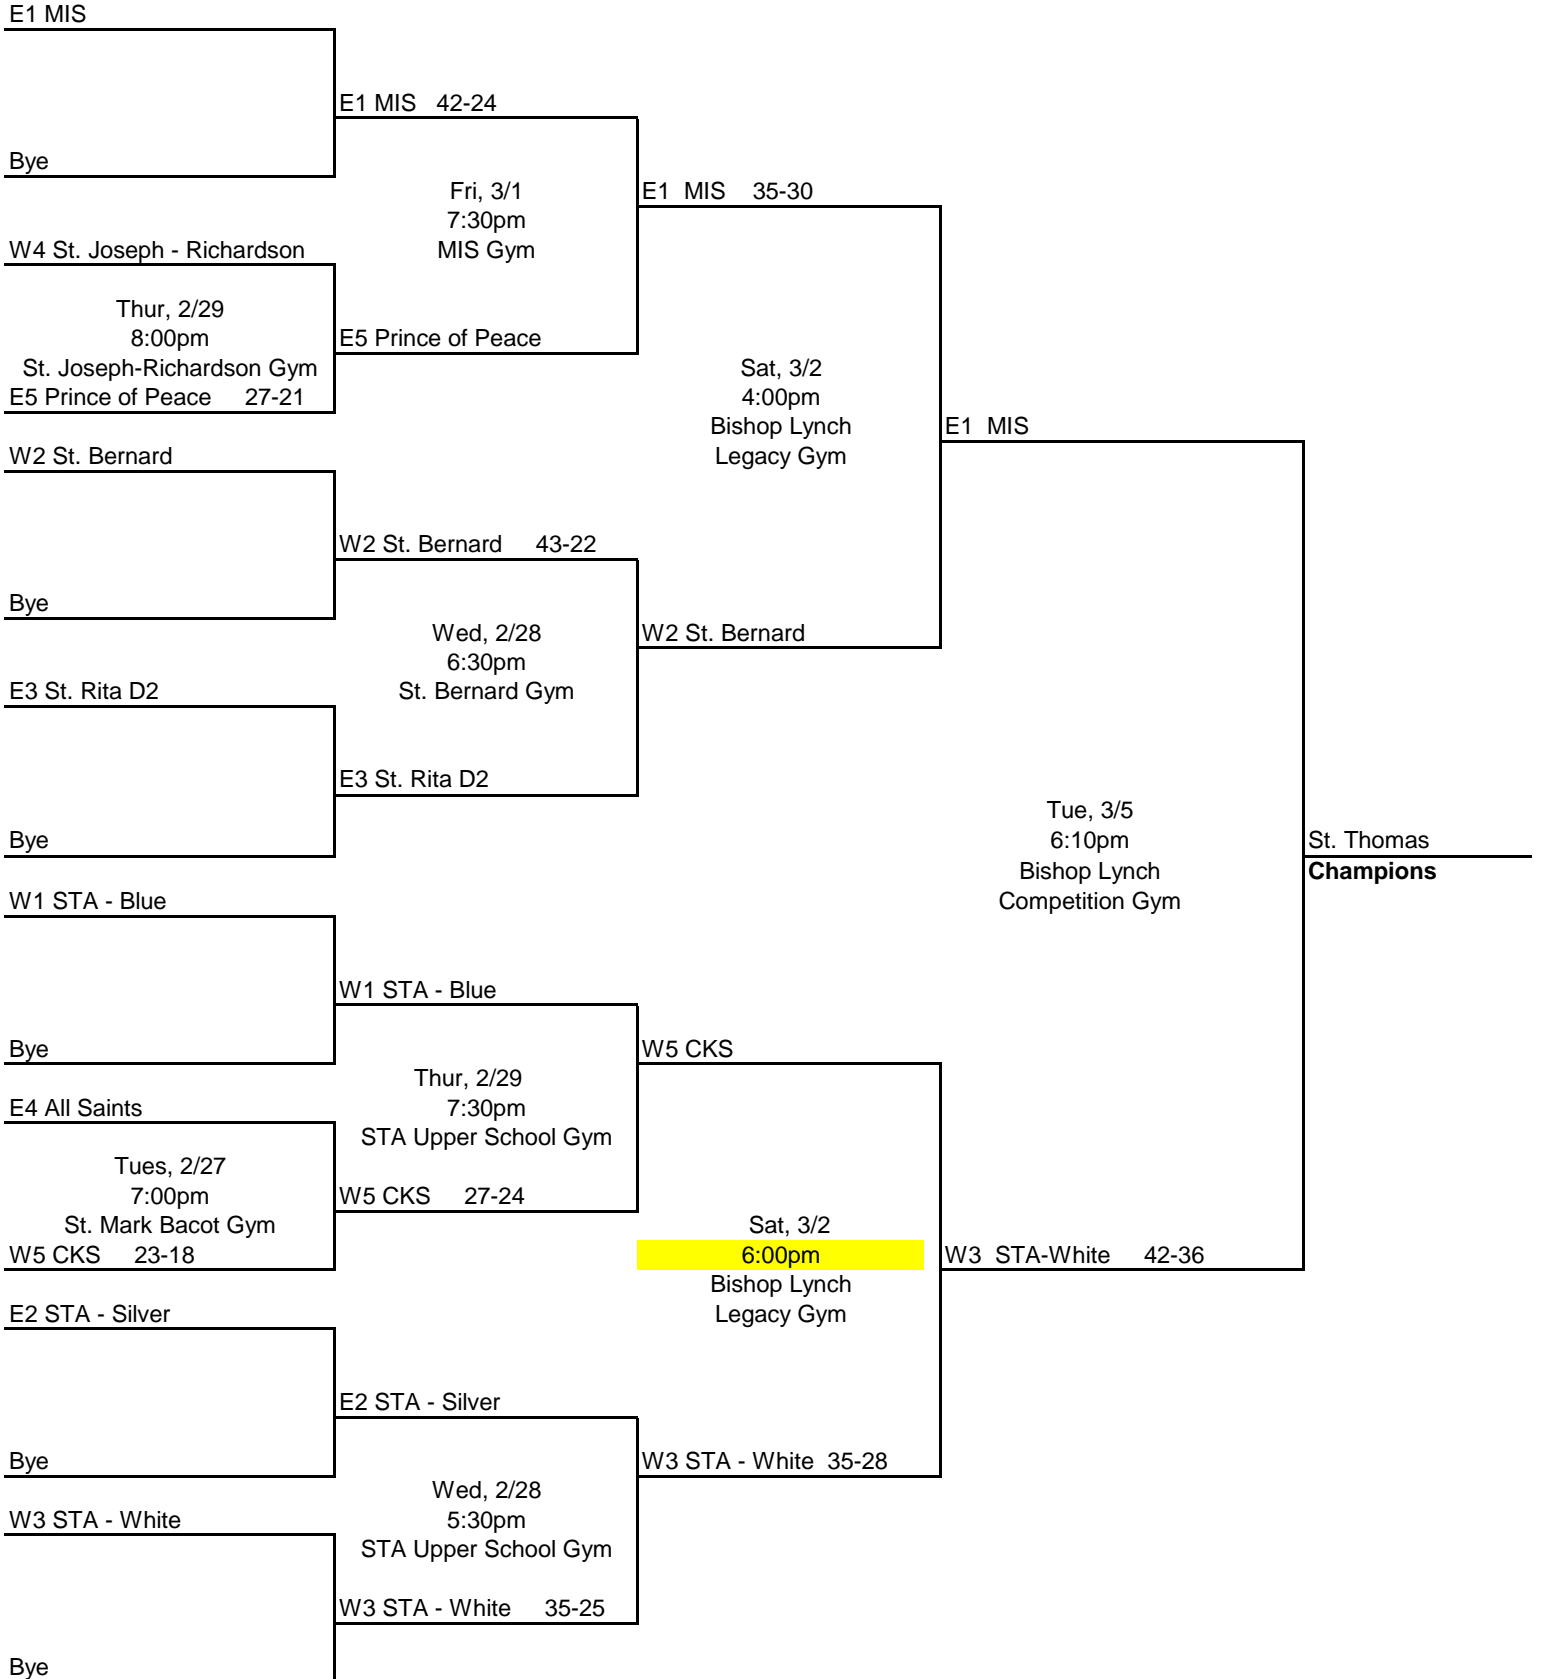 E1 MIS
E1 MIS 42-24
Bye
Fri, 3/1
7:30pm
MIS Gym
E1 MIS 35-30
W4 St. Joseph - Richardson
Thur, 2/29
8:00pm
St. Joseph-Richardson Gym
E5 Prince of Peace 27-21
E5 Prince of Peace
Sat, 3/2
4:00pm
Bishop Lynch
Legacy Gym
E1 MIS
W2 St. Bernard
W2 St. Bernard 43-22
Bye
Wed, 2/28
6:30pm
St. Bernard Gym
W2 St. Bernard
E3 St. Rita D2
E3 St. Rita D2
Bye
Tue, 3/5
6:10pm
Bishop Lynch
Competition Gym
St. Thomas
Champions
W1 STA - Blue
W1 STA - Blue
Bye
W5 CKS
Thur, 2/29
7:30pm
STA Upper School Gym
E4 All Saints
Tues, 2/27
7:00pm
St. Mark Bacot Gym
W5 CKS 23-18
W5 CKS 27-24
Sat, 3/2
6:00pm
Bishop Lynch
Legacy Gym
W3 STA-White 42-36
E2 STA - Silver
E2 STA - Silver
Bye
W3 STA - White 35-28
Wed, 2/28
5:30pm
STA Upper School Gym
W3 STA - White
W3 STA - White 35-25
Bye